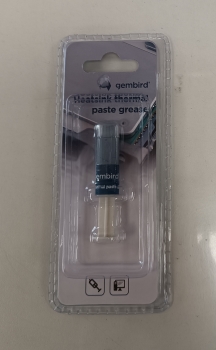 gembird
Heatsink thermal
paste grease
gembird